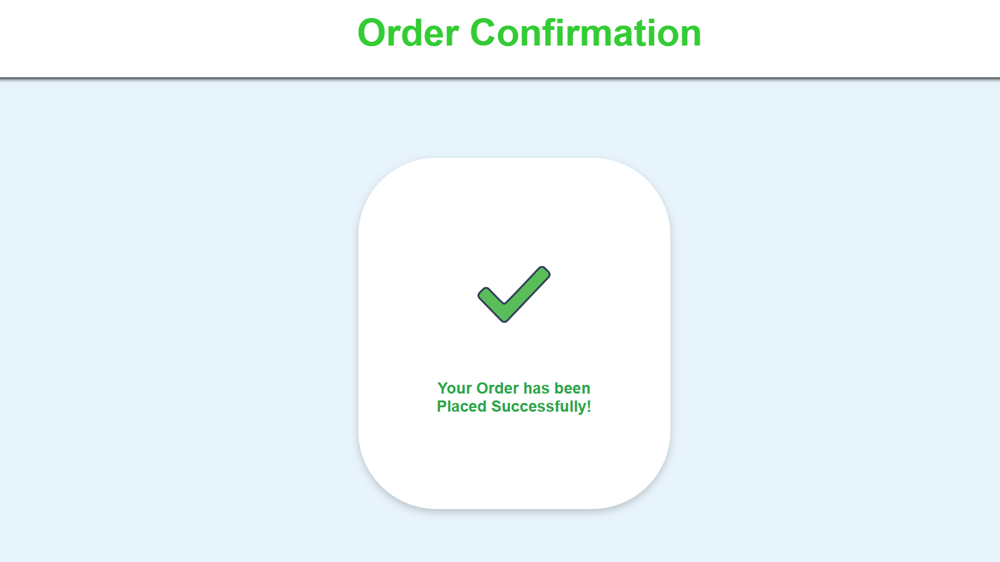 Order Confirmation
Your Order has been
Placed Successfully!